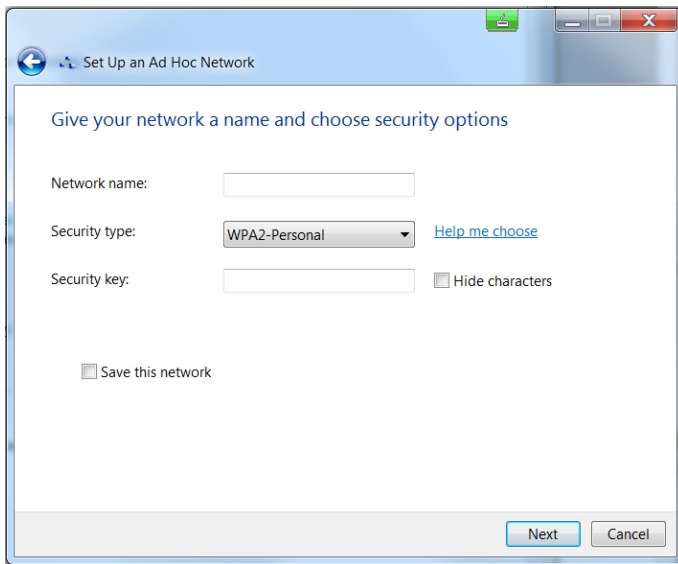 Set Up an Ad Hoc Network
Give your network a name and choose security options
Network name:
Security type: WPA2-Personal Help me choose
Security key: Hide characters
Save this network
Next Cancel